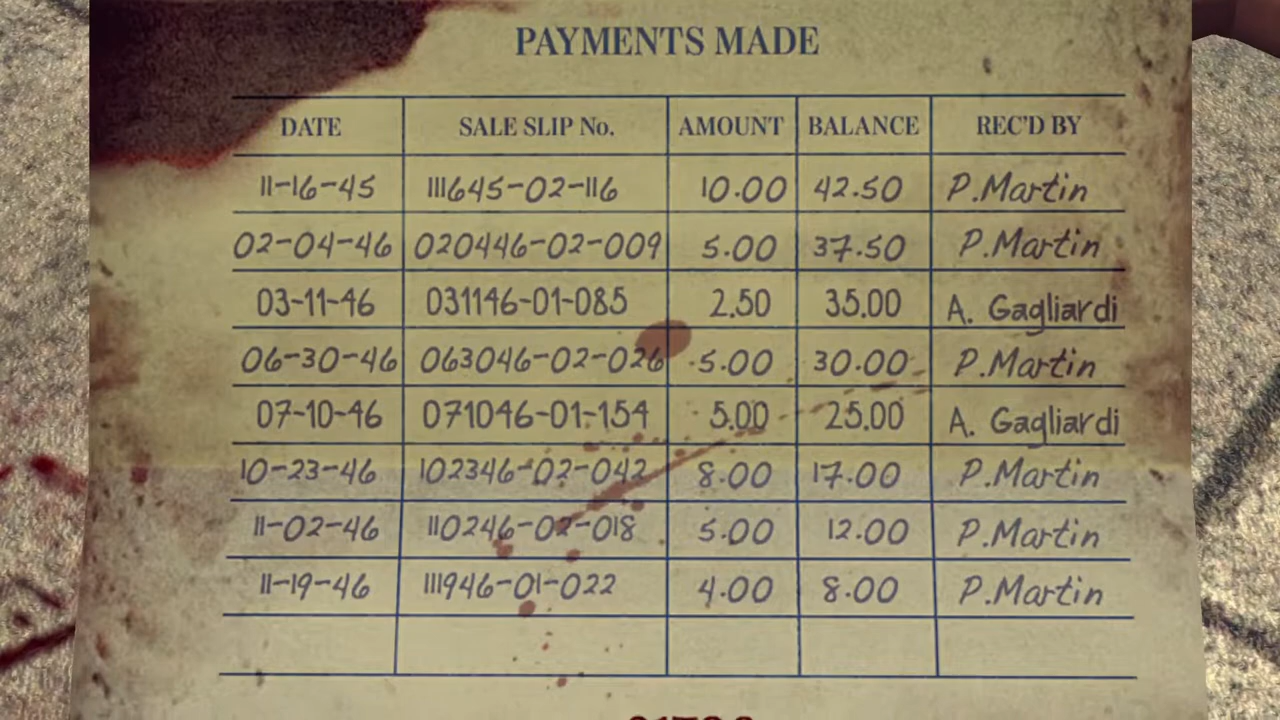 PAYMENTS MADE
DATE SALE SLIP No. AMOUNT BALANCE REC'D BY
11-16-45 111645-02-116 10.00 42.50 P.Martin
02-04-46 020446-02-009 5.00 37.50 P.Martin
03-11-46 031146-01-085 2.50 35.00 A. Gagliardi
06-30-46 063046-02-026 5.00 30.00 P.Martin
07-10-46 071046-01-154 5.00 25.00 A. Gagliardi
10-23-46 102346-02-042 8.00 17.00 P.Martin
11-02-46 110246-02-018 5.00 12.00 P.Martin
11-19-46 111946-01-022 4.00 8.00 P.Martin